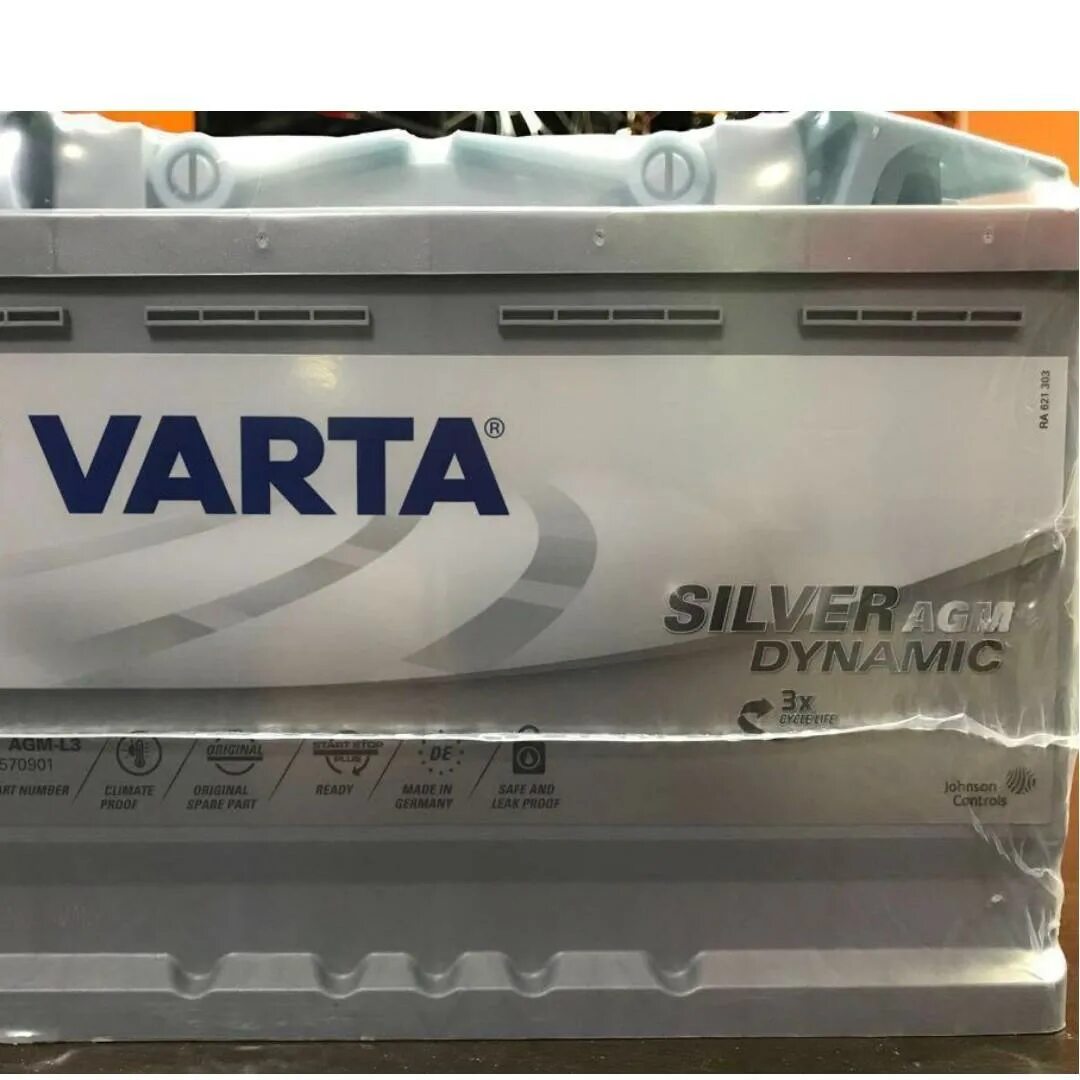 RA 621 303
VARTA®
SILVER AGM
DYNAMIC
3x
CYCLE LIFE
AGM-L3
570901
PART NUMBER
CLIMATE
PROOF
ORIGINAL
ORIGINAL
SPARE PART
START STOP
PLUS
READY
DE
MADE IN
GERMANY
SAFE AND
LEAK PROOF
Johnson
Controls